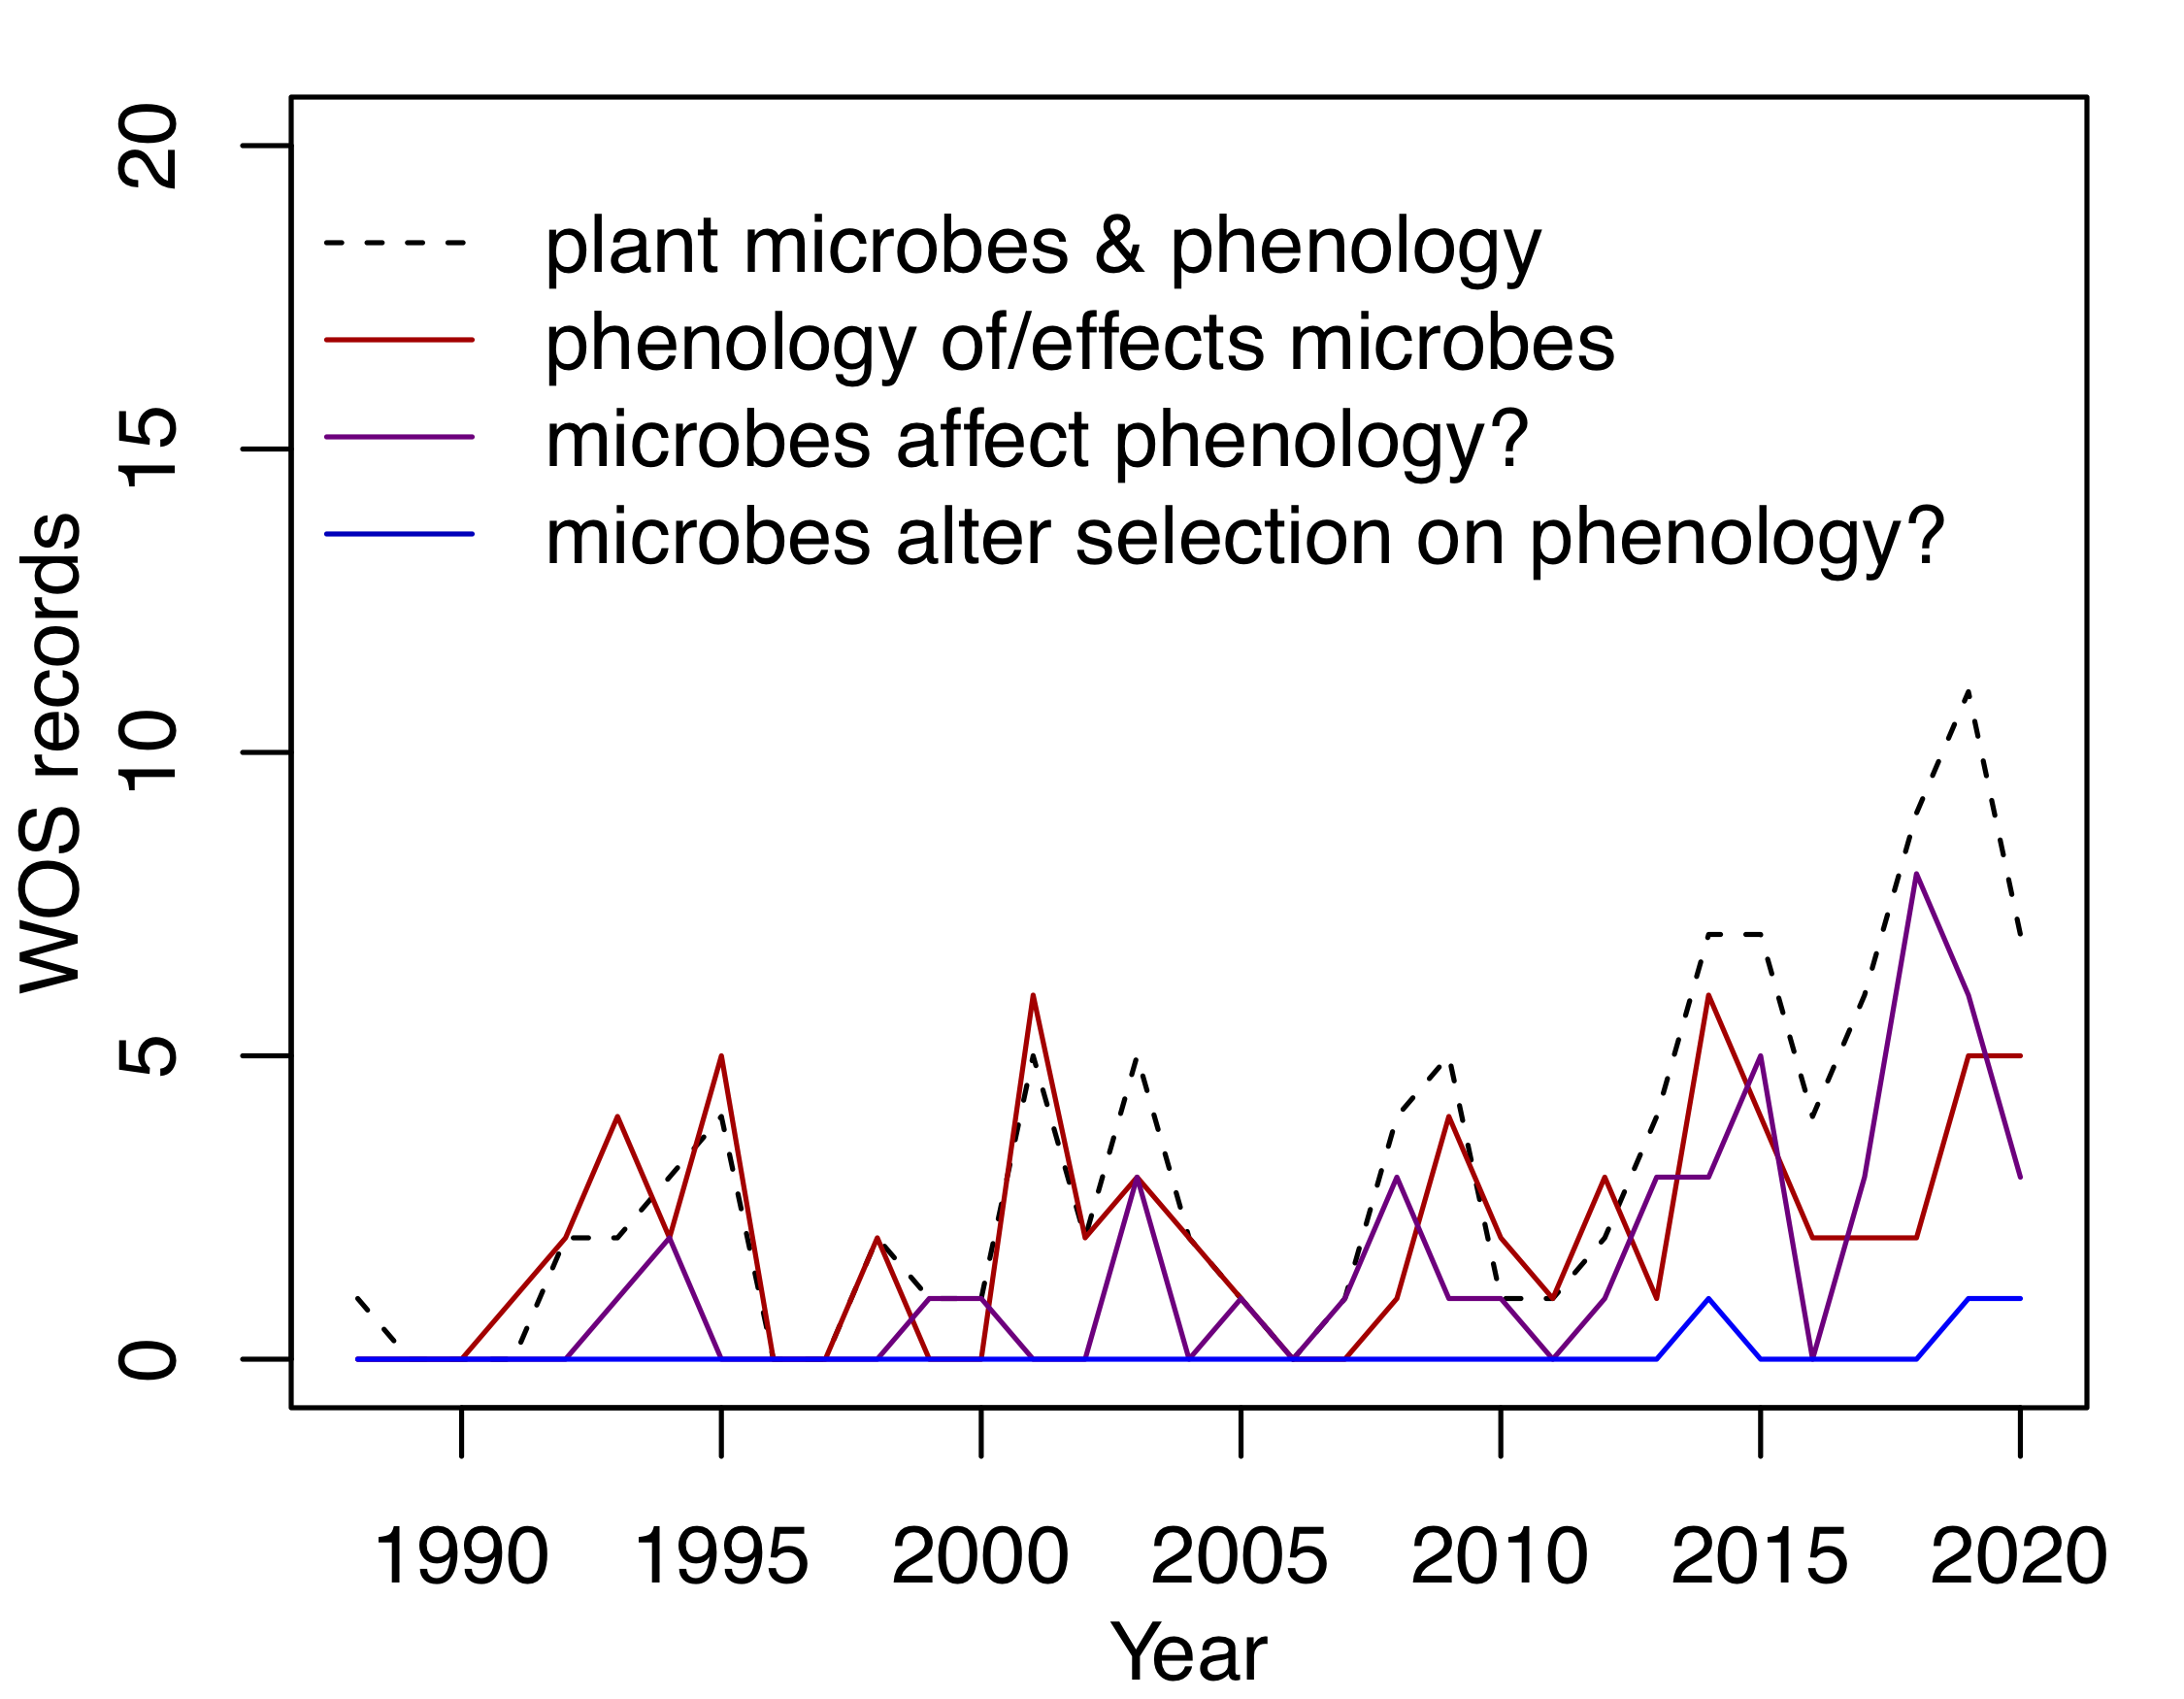 20
15
10
5
0
WOS records
plant microbes & phenology
phenology of/effects microbes
microbes affect phenology?
microbes alter selection on phenology?
1990 1995 2000 2005 2010 2015 2020
Year